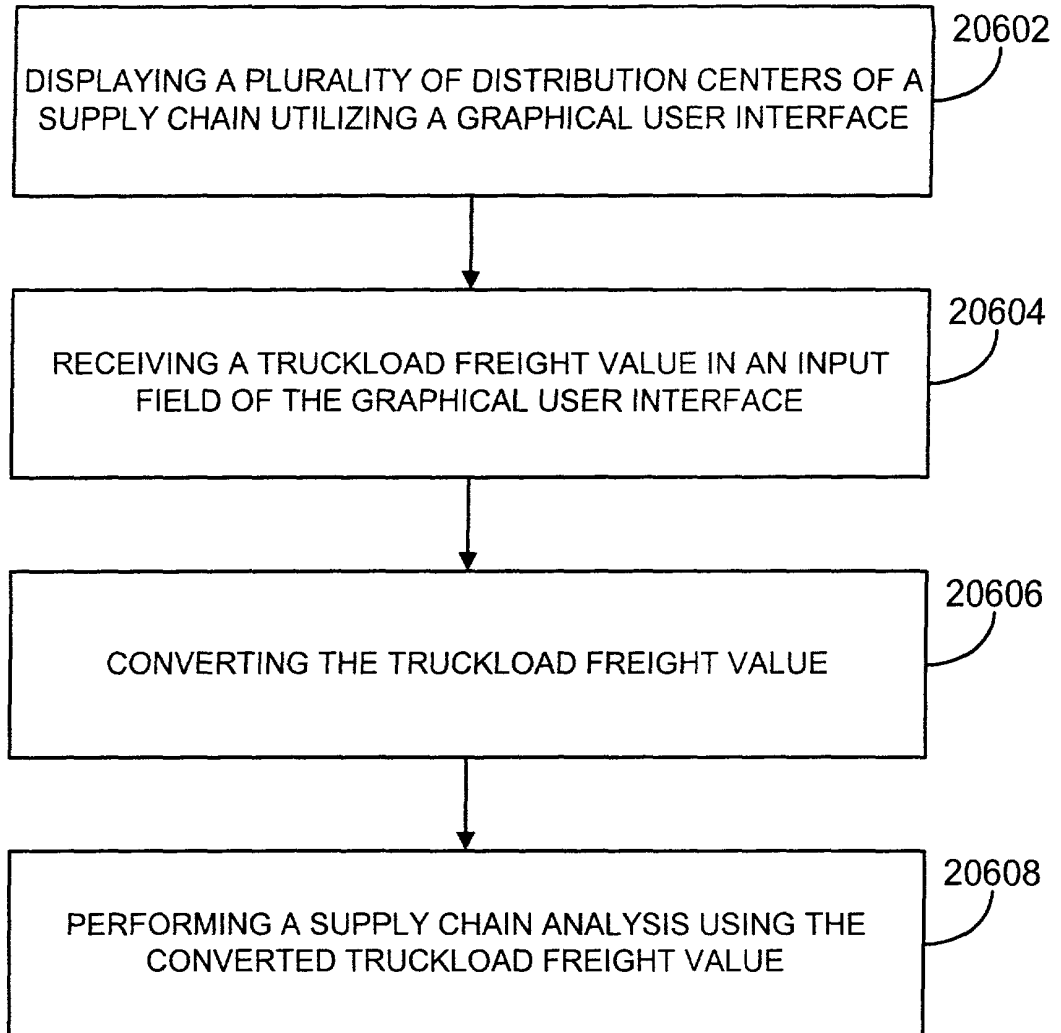 20602
DISPLAYING A PLURALITY OF DISTRIBUTION CENTERS OF A
SUPPLY CHAIN UTILIZING A GRAPHICAL USER INTERFACE
20604
RECEIVING A TRUCKLOAD FREIGHT VALUE IN AN INPUT
FIELD OF THE GRAPHICAL USER INTERFACE
20606
CONVERTING THE TRUCKLOAD FREIGHT VALUE
20608
PERFORMING A SUPPLY CHAIN ANALYSIS USING THE
CONVERTED TRUCKLOAD FREIGHT VALUE